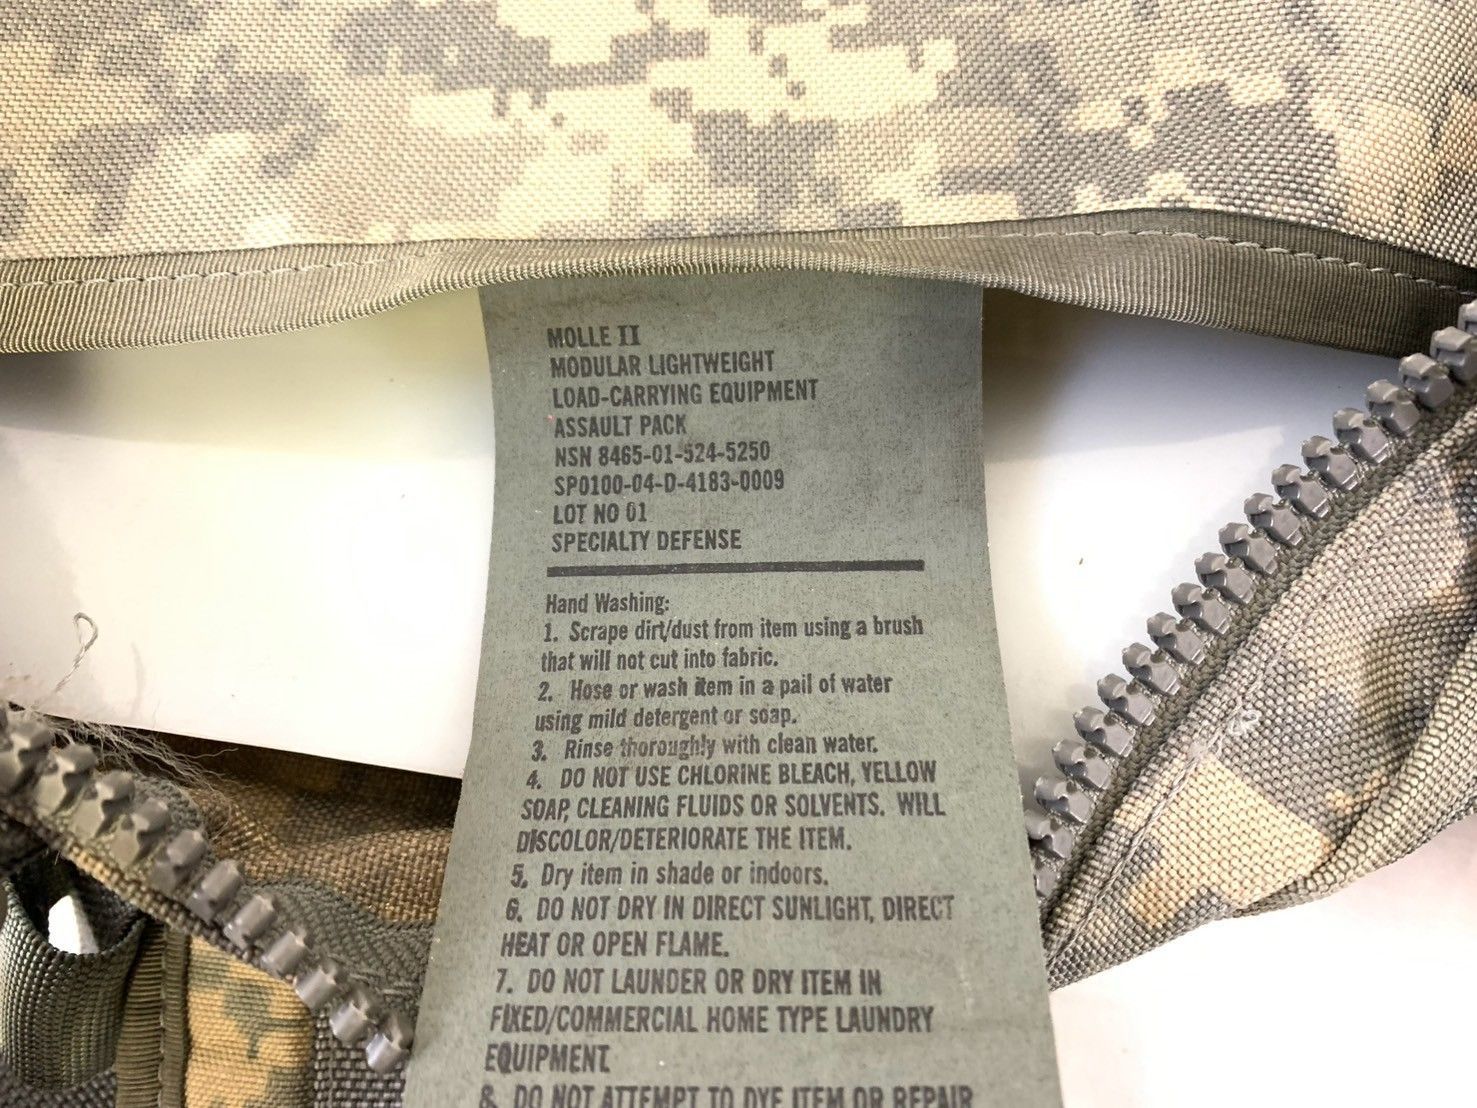 MOLLE II
MODULAR LIGHTWEIGHT
LOAD-CARRYING EQUIPMENT
ASSAULT PACK
NSN 8465-01-524-5250
SP0100-04-D-4183-0009
LOT NO 01
SPECIALTY DEFENSE
Hand Washing:
1. Scrape dirt/dust from item using a brush
that will not cut into fabric.
2. Hose or wash item in a pail of water
using mild detergent or soap.
3. Rinse thoroughly with clean water.
4. DO NOT USE CHLORINE BLEACH, YELLOW
SOAP, CLEANING FLUIDS OR SOLVENTS. WILL
DISCOLOR/DETERIORATE THE ITEM.
5. Dry item in shade or indoors.
6. DO NOT DRY IN DIRECT SUNLIGHT, DIRECT
HEAT OR OPEN FLAME.
7. DO NOT LAUNDER OR DRY ITEM IN
FIXED/COMMERCIAL HOME TYPE LAUNDRY
EQUIPMENT
8. DO NOT ATTEMPT TO DYE ITEM OR REPAIR